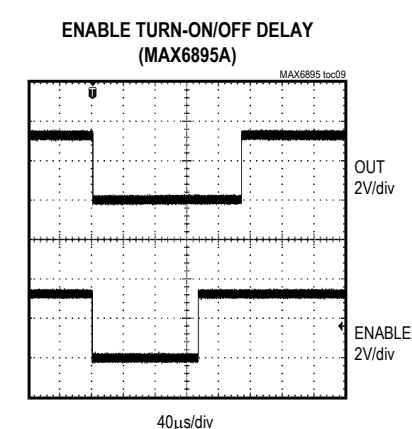 ENABLE TURN-ON/OFF DELAY
(MAX6895A)
MAX6895 toc09
T
OUT
2V/div
ENABLE
2V/div
40µs/div